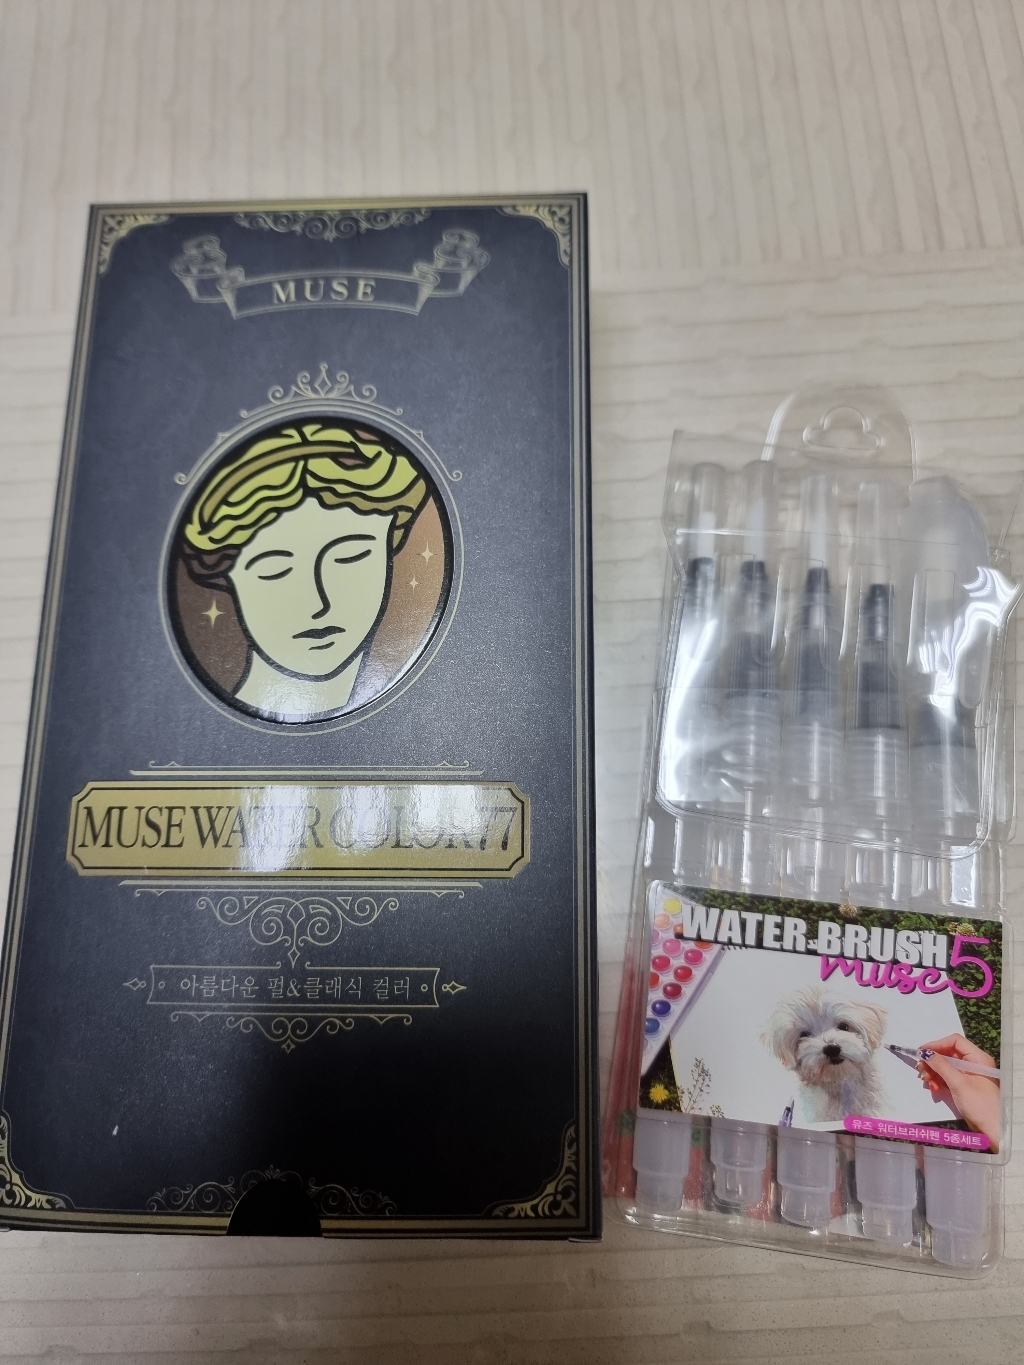 MUSE
MUSE WATER COLOR 77
아름다운 펄&클래식 컬러
WATER-BRUSH
muse 5
뮤즈 워터브러쉬펜 5종세트